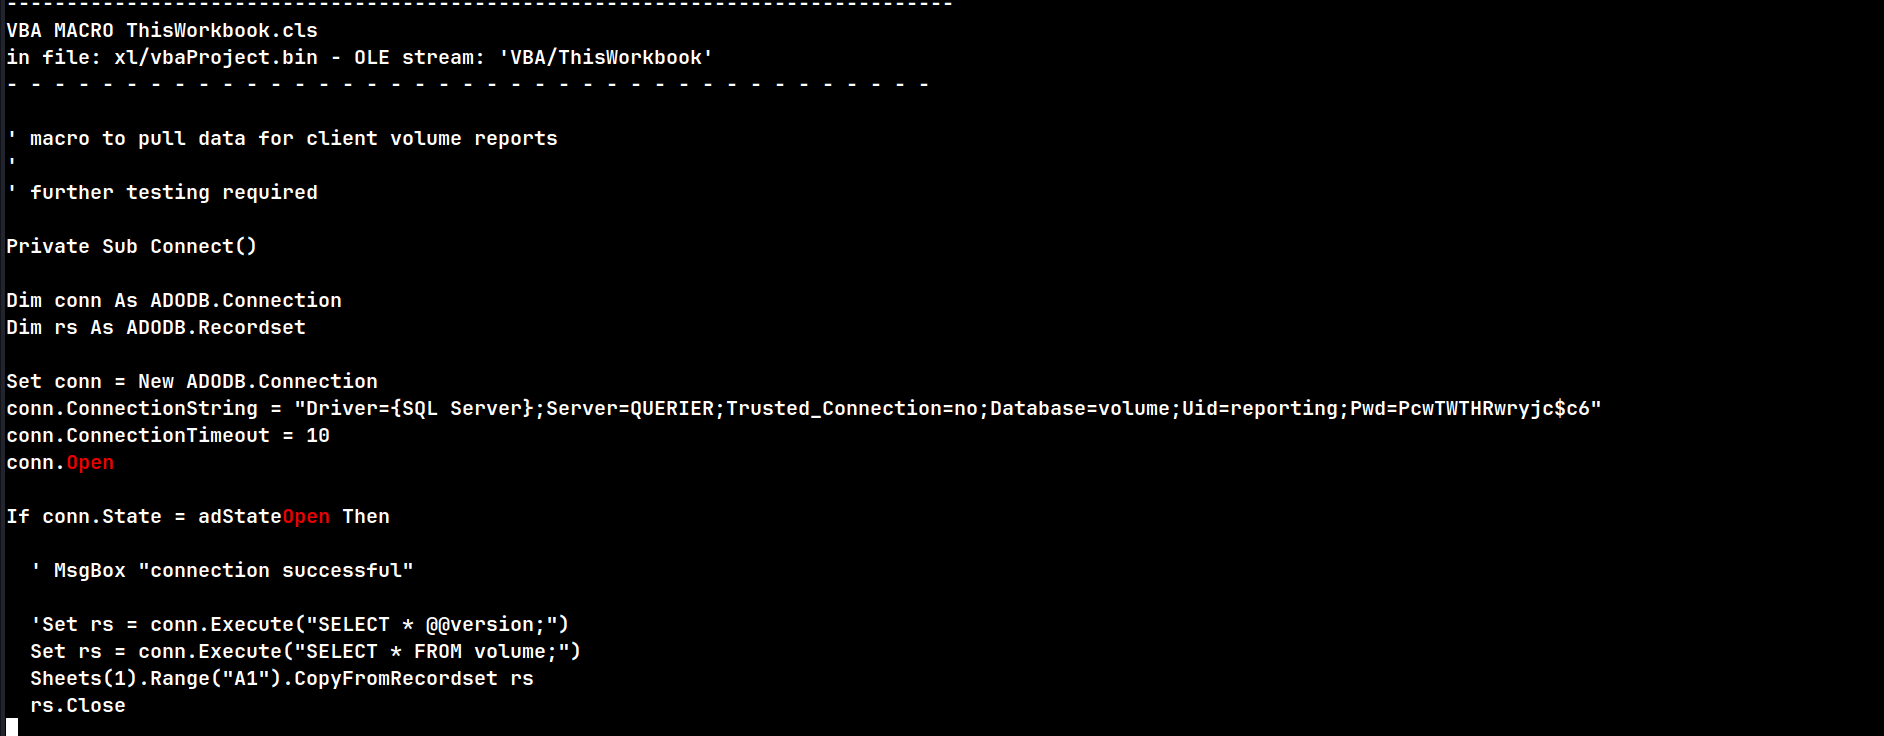 -------------------------------------------------------------------------------
VBA MACRO ThisWorkbook.cls
in file: xl/vbaProject.bin - OLE stream: 'VBA/ThisWorkbook'
- - - - - - - - - - - - - - - - - - - - - - - - - - - - - - - - - - - - - - -
' macro to pull data for client volume reports
'
' further testing required
Private Sub Connect()
Dim conn As ADODB.Connection
Dim rs As ADODB.Recordset
Set conn = New ADODB.Connection
conn.ConnectionString = "Driver={SQL Server};Server=QUERIER;Trusted_Connection=no;Database=volume;Uid=reporting;Pwd=PcwTWTHRwryjc$c6"
conn.ConnectionTimeout = 10
conn.Open
If conn.State = adStateOpen Then
  ' MsgBox "connection successful"
  'Set rs = conn.Execute("SELECT * @@version;")
  Set rs = conn.Execute("SELECT * FROM volume;")
  Sheets(1).Range("A1").CopyFromRecordset rs
  rs.Close